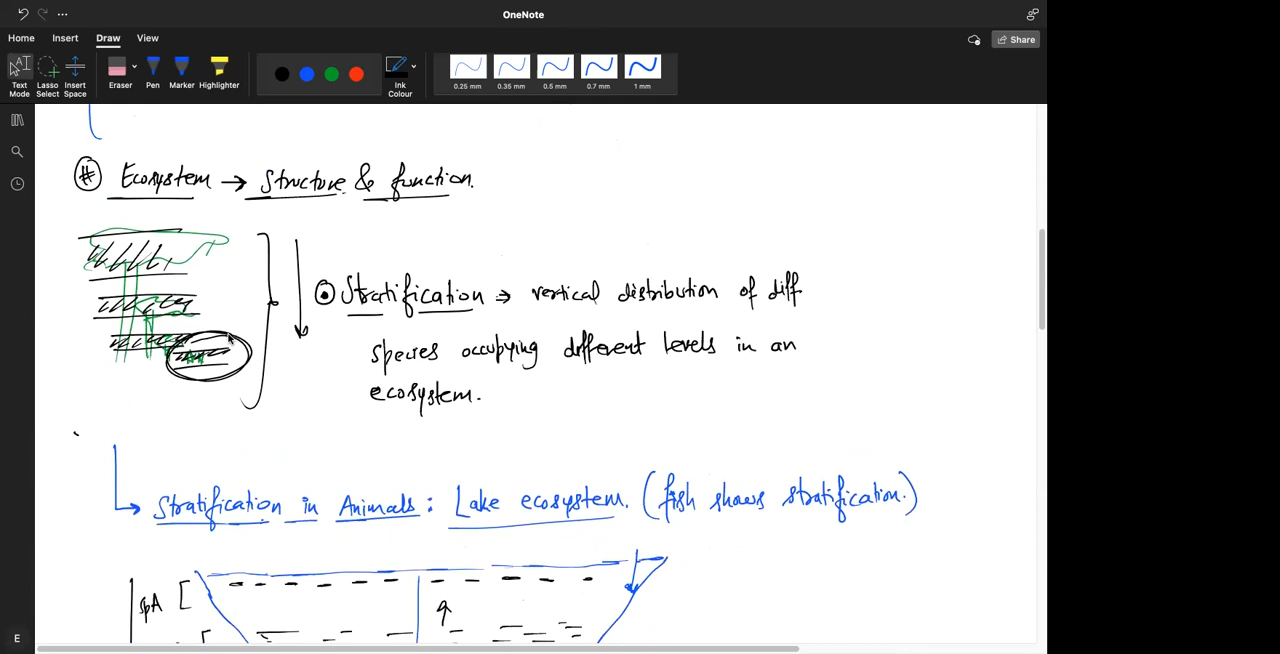 OneNote
Home Insert Draw View
Share
Text Mode
Lasso Select
Insert Space
Eraser
Pen
Marker
Highlighter
Ink Colour
0.25 mm
0.35 mm
0.5 mm
0.7 mm
1 mm
# Ecosystem → Structure & function.
Stratification → vertical distribution of diff
species occupying different levels in an
ecosystem.
Stratification in Animals : Lake ecosystem. (fish shows stratification.)
SpA
E